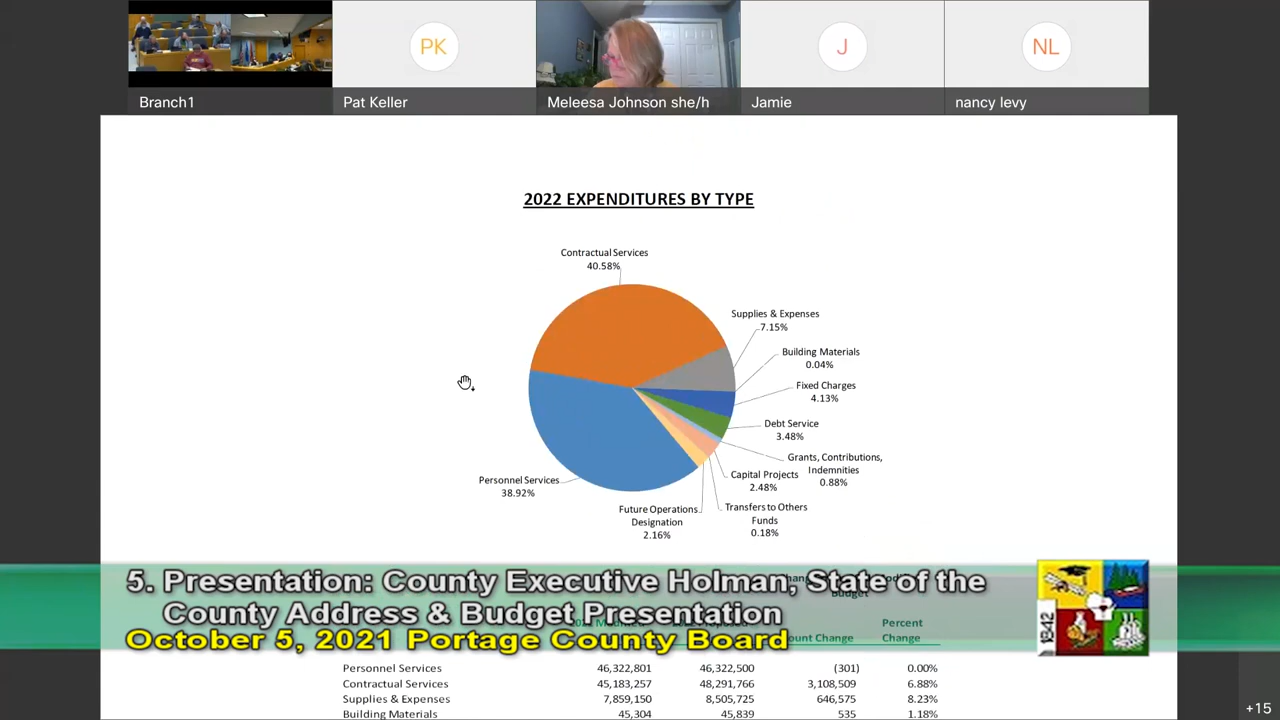 PK
J
NL
Branch1
Pat Keller
Meleesa Johnson she/h
Jamie
nancy levy
2022 EXPENDITURES BY TYPE
Contractual Services
40.58%
Supplies & Expenses
7.15%
Building Materials
0.04%
Fixed Charges
4.13%
Debt Service
3.48%
Grants, Contributions,
Indemnities
0.88%
Capital Projects
2.48%
Transfers to Others
Funds
0.18%
Future Operations
Designation
2.16%
Personnel Services
38.92%
5. Presentation: County Executive Holman, State of the
County Address & Budget Presentation
October 5, 2021 Portage County Board
1842
Budget
Percent
Change
Personnel Services 46,322,801 46,322,500 (301) 0.00%
Contractual Services 45,183,257 48,291,766 3,108,509 6.88%
Supplies & Expenses 7,859,150 8,505,725 646,575 8.23%
Building Materials 45,304 45,839 535 1.18%
+15